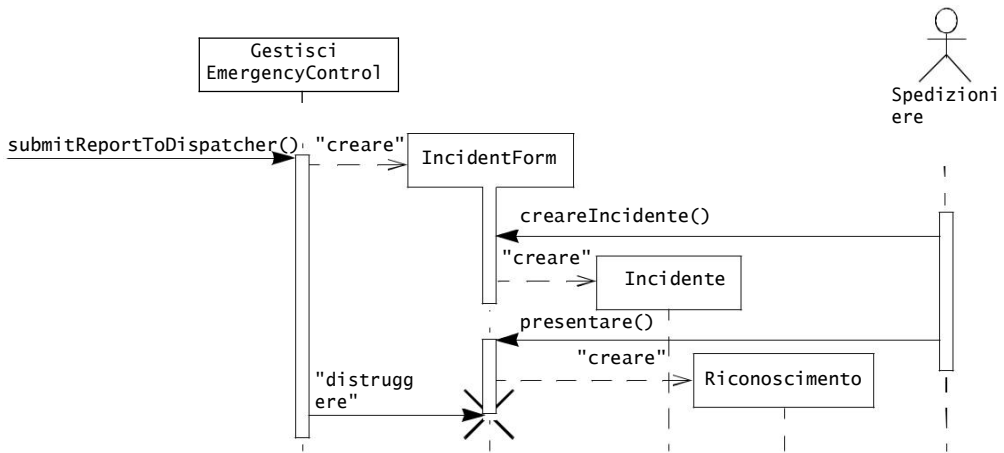 Gestisci
EmergencyControl
Spedizioni
ere
submitReportToDispatcher()
"creare"
IncidentForm
creareIncidente()
"creare"
Incidente
presentare()
"creare"
Riconoscimento
"distrugg
ere"